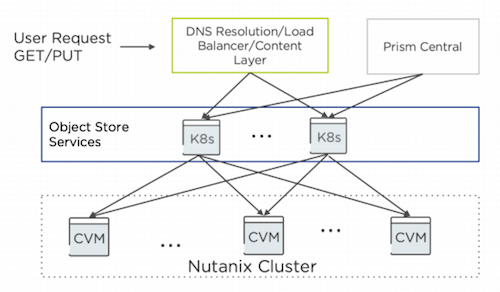 User Request
GET/PUT
DNS Resolution/Load
Balancer/Content
Layer
Prism Central
Object Store
Services
K8s
...
K8s
CVM
...
CVM
...
CVM
Nutanix Cluster